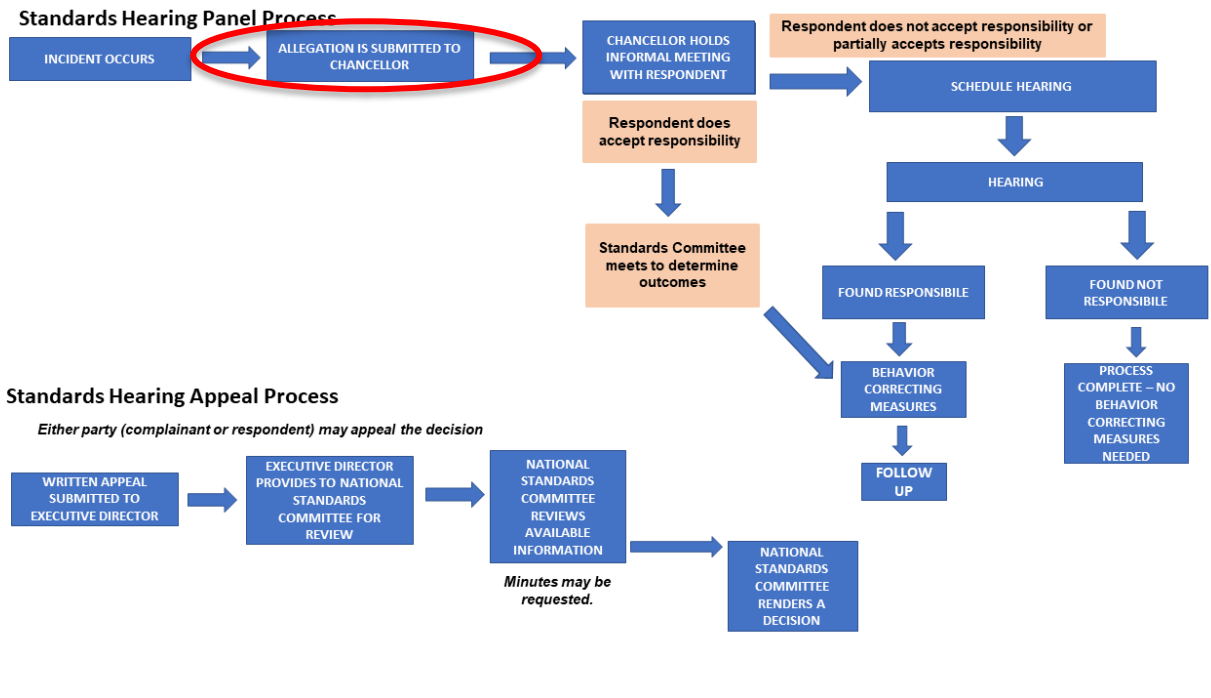 Standards Hearing Panel Process
INCIDENT OCCURS
ALLEGATION IS SUBMITTED TO
CHANCELLOR
CHANCELLOR HOLDS
INFORMAL MEETING
WITH RESPONDENT
Respondent does not accept responsibility or
partially accepts responsibility
SCHEDULE HEARING
Respondent does
accept responsibility
HEARING
Standards Committee
meets to determine
outcomes
FOUND RESPONSIBILE
FOUND NOT
RESPONSIBILE
BEHAVIOR
CORRECTING
MEASURES
PROCESS
COMPLETE – NO
BEHAVIOR
CORRECTING
MEASURES
NEEDED
FOLLOW
UP
Standards Hearing Appeal Process
Either party (complainant or respondent) may appeal the decision
WRITTEN APPEAL
SUBMITTED TO
EXECUTIVE DIRECTOR
EXECUTIVE DIRECTOR
PROVIDES TO NATIONAL
STANDARDS
COMMITTEE FOR
REVIEW
NATIONAL
STANDARDS
COMMITTEE
REVIEWS
AVAILABLE
INFORMATION
Minutes may be
requested.
NATIONAL
STANDARDS
COMMITTEE
RENDERS A
DECISION